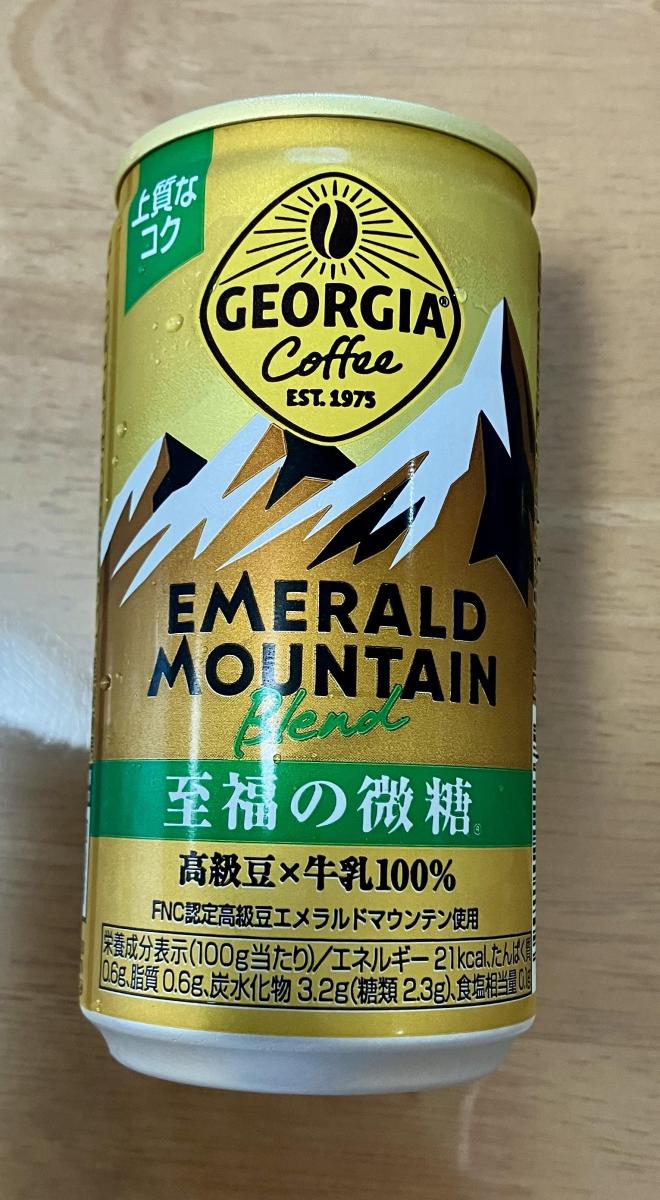 上質な
コク
GEORGIA®
Coffee
EST. 1975
EMERALD
MOUNTAIN
Blend
至福の微糖
高級豆×牛乳100%
FNC認定高級豆エメラルドマウンテン使用
栄養成分表示(100g当たり)/エネルギー 21kcal、たんぱく質
0.6g、脂質 0.6g、炭水化物 3.2g(糖類 2.3g)、食塩相当量 0.1g